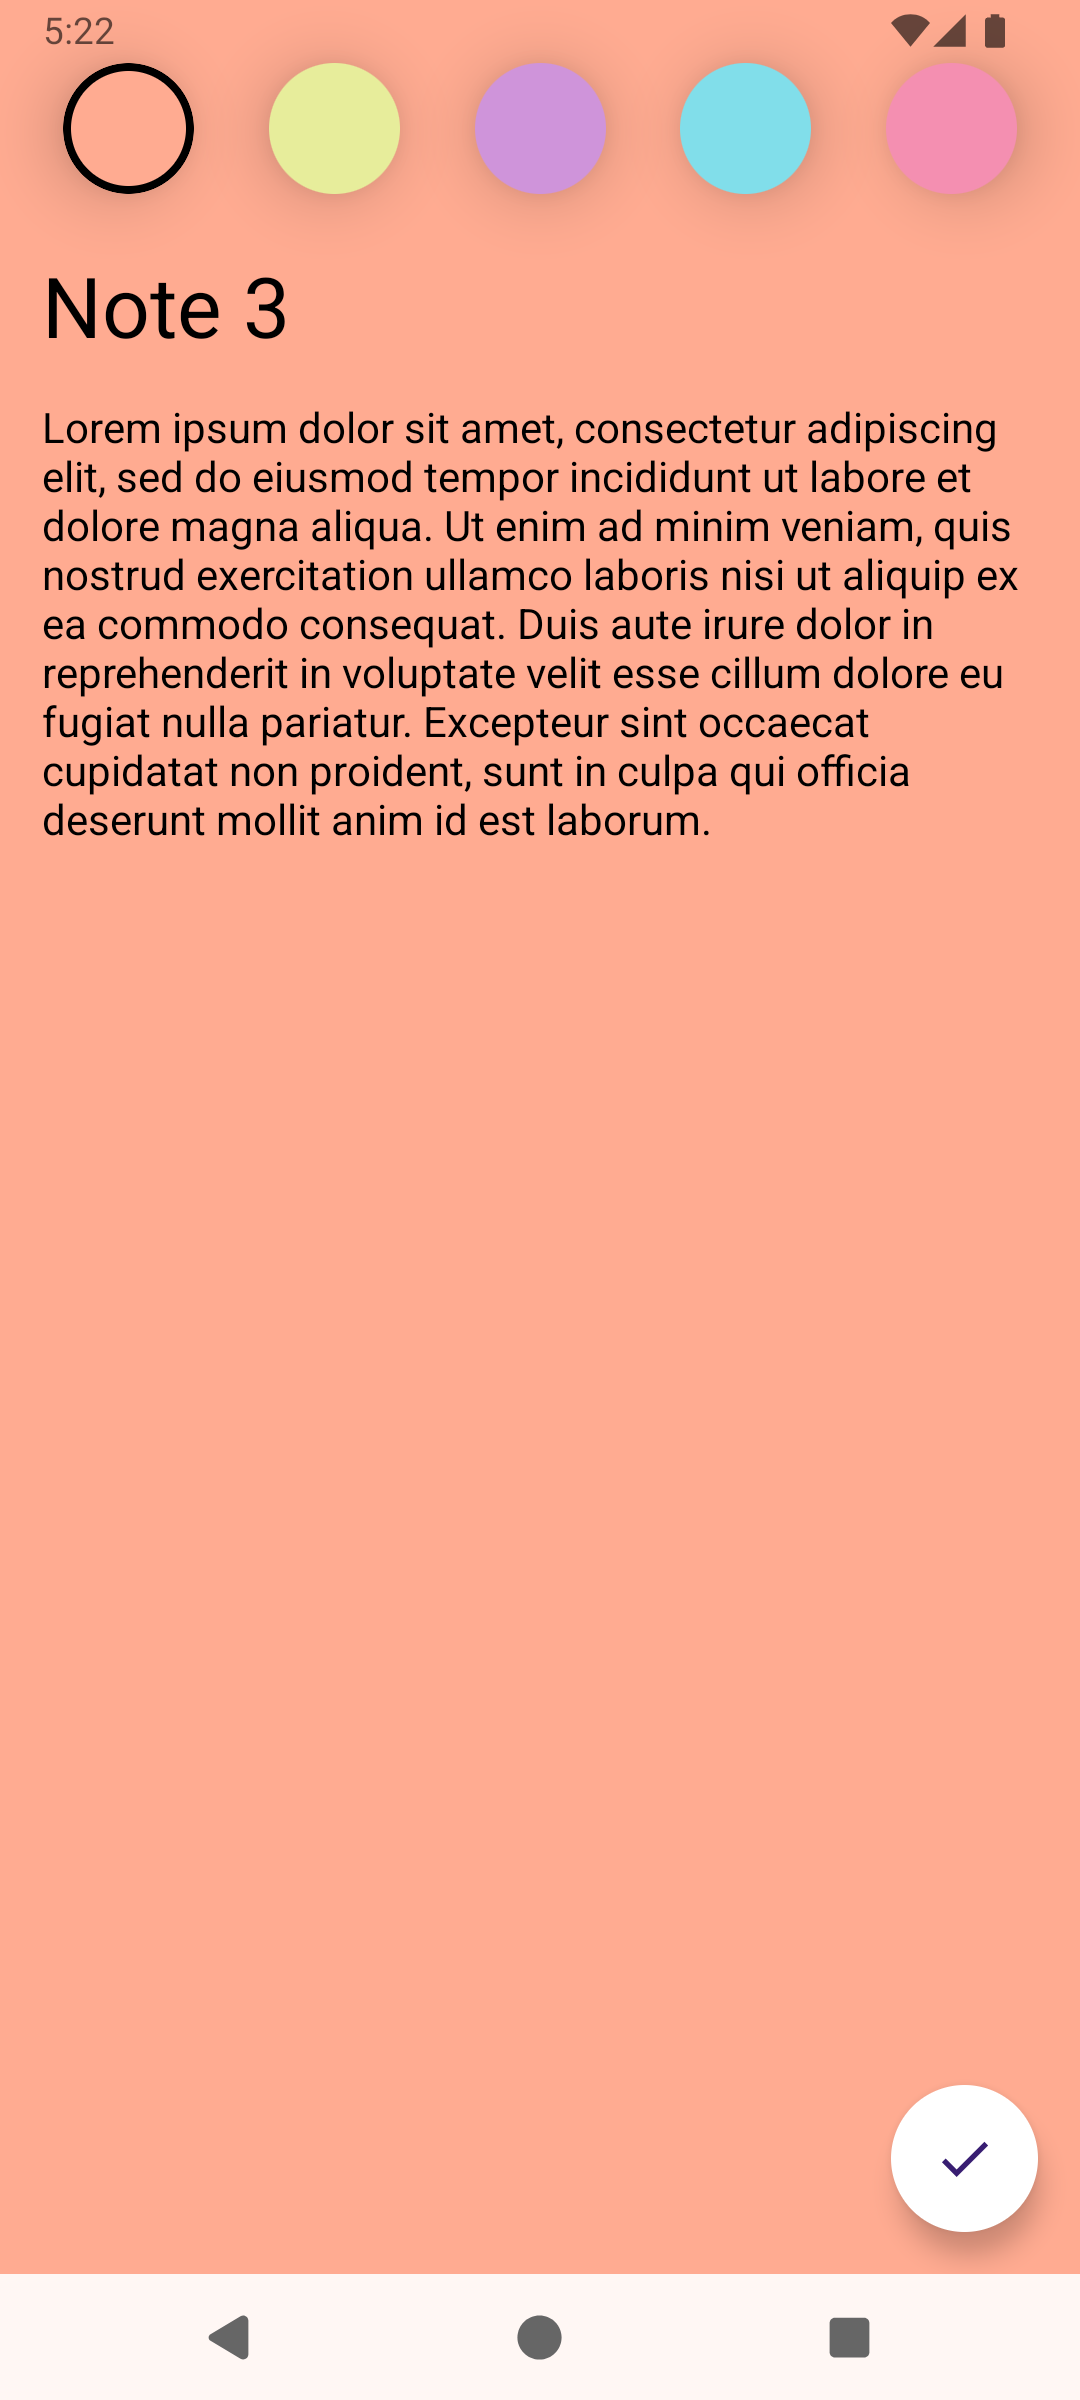 5:22
Note 3
Lorem ipsum dolor sit amet, consectetur adipiscing
elit, sed do eiusmod tempor incididunt ut labore et
dolore magna aliqua. Ut enim ad minim veniam, quis
nostrud exercitation ullamco laboris nisi ut aliquip ex
ea commodo consequat. Duis aute irure dolor in
reprehenderit in voluptate velit esse cillum dolore eu
fugiat nulla pariatur. Excepteur sint occaecat
cupidatat non proident, sunt in culpa qui officia
deserunt mollit anim id est laborum.